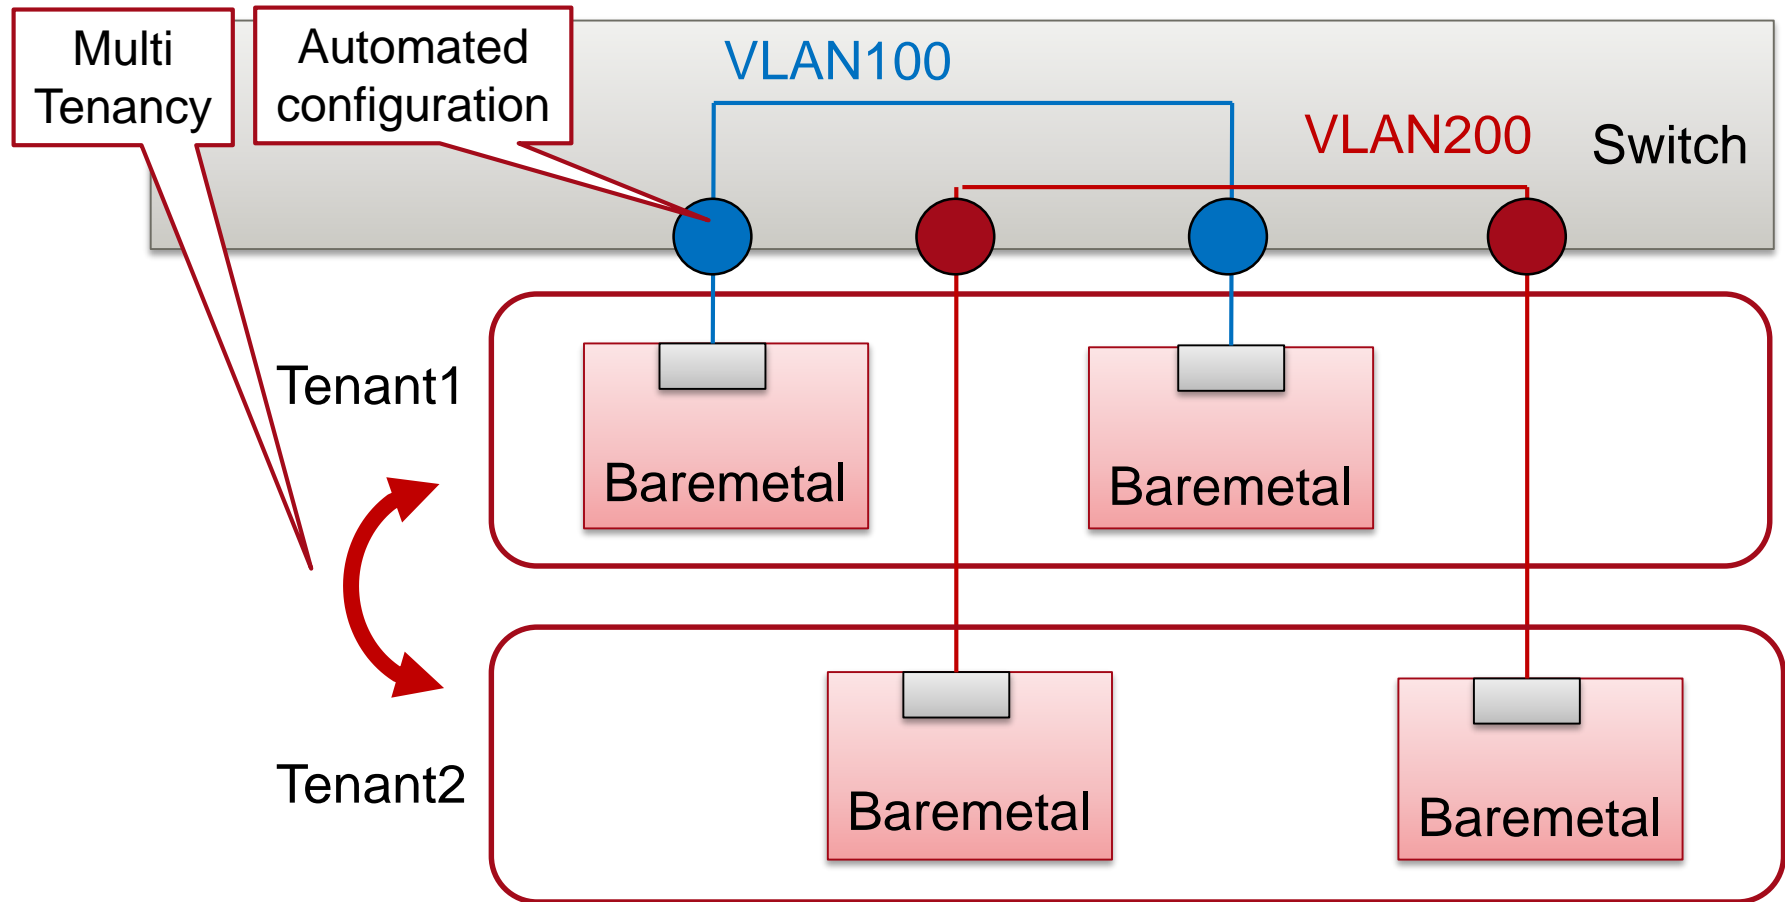 Multi
Tenancy
Automated
configuration
VLAN100
VLAN200
Switch
Tenant1
Baremetal
Baremetal
Tenant2
Baremetal
Baremetal